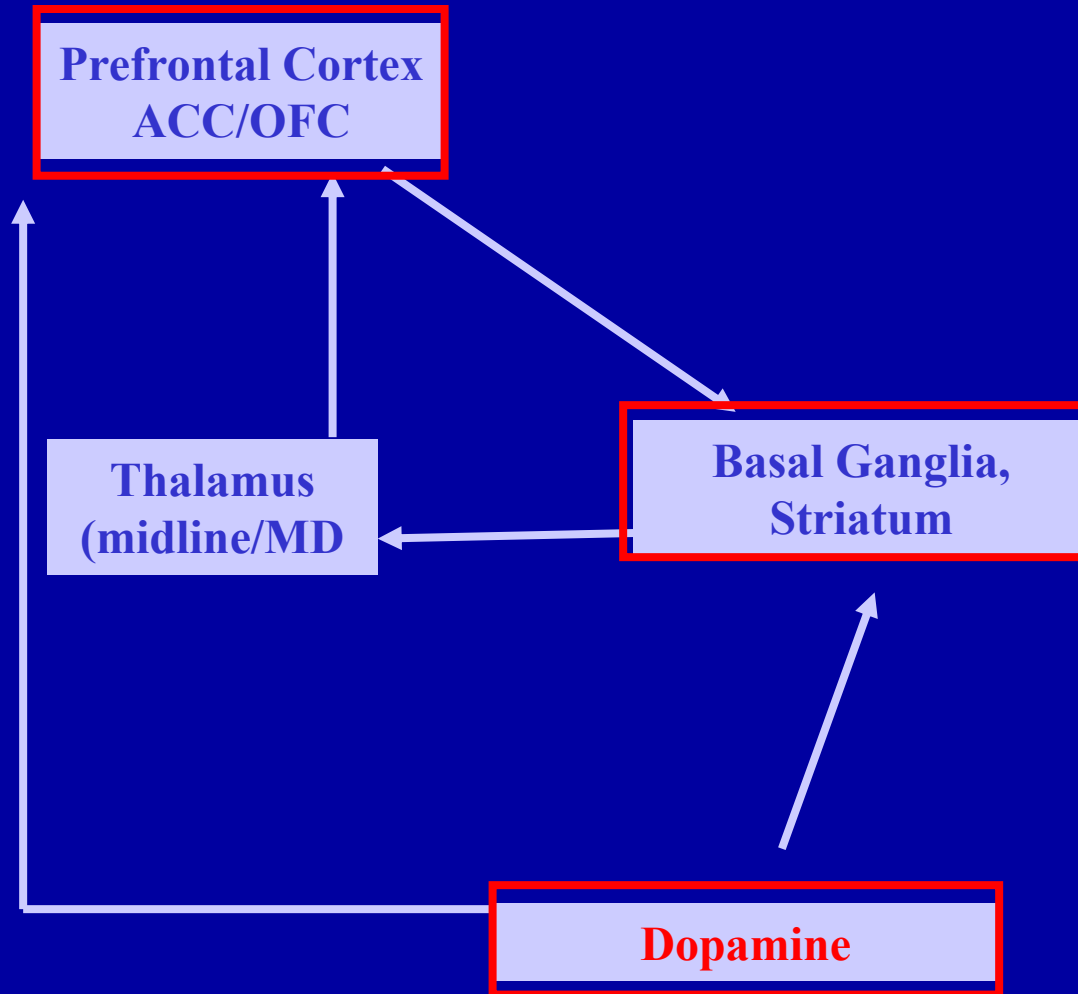 Prefrontal Cortex
ACC/OFC
Thalamus
(midline/MD
Basal Ganglia,
Striatum
Dopamine